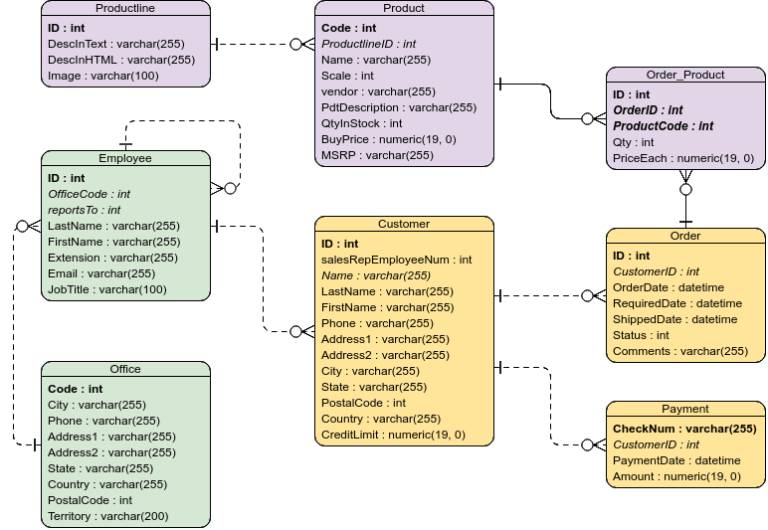 Productline
ID : int
DescInText : varchar(255)
DescInHTML : varchar(255)
Image : varchar(100)
Product
Code : int
ProductlineID : int
Name : varchar(255)
Scale : int
vendor : varchar(255)
PdtDescription : varchar(255)
QtyInStock : int
BuyPrice : numeric(19, 0)
MSRP : varchar(255)
Order_Product
ID : int
OrderID : int
ProductCode : int
Qty : int
PriceEach : numeric(19, 0)
Employee
ID : int
OfficeCode : int
reportsTo : int
LastName : varchar(255)
FirstName : varchar(255)
Extension : varchar(255)
Email : varchar(255)
JobTitle : varchar(100)
Customer
ID : int
salesRepEmployeeNum : int
Name : varchar(255)
LastName : varchar(255)
FirstName : varchar(255)
Phone : varchar(255)
Address1 : varchar(255)
Address2 : varchar(255)
City : varchar(255)
State : varchar(255)
PostalCode : int
Country : varchar(255)
CreditLimit : numeric(19, 0)
Order
ID : int
CustomerID : int
OrderDate : datetime
RequiredDate : datetime
ShippedDate : datetime
Status : int
Comments : varchar(255)
Office
Code : int
City : varchar(255)
Phone : varchar(255)
Address1 : varchar(255)
Address2 : varchar(255)
State : varchar(255)
Country : varchar(255)
PostalCode : int
Territory : varchar(200)
Payment
CheckNum : varchar(255)
CustomerID : int
PaymentDate : datetime
Amount : numeric(19, 0)